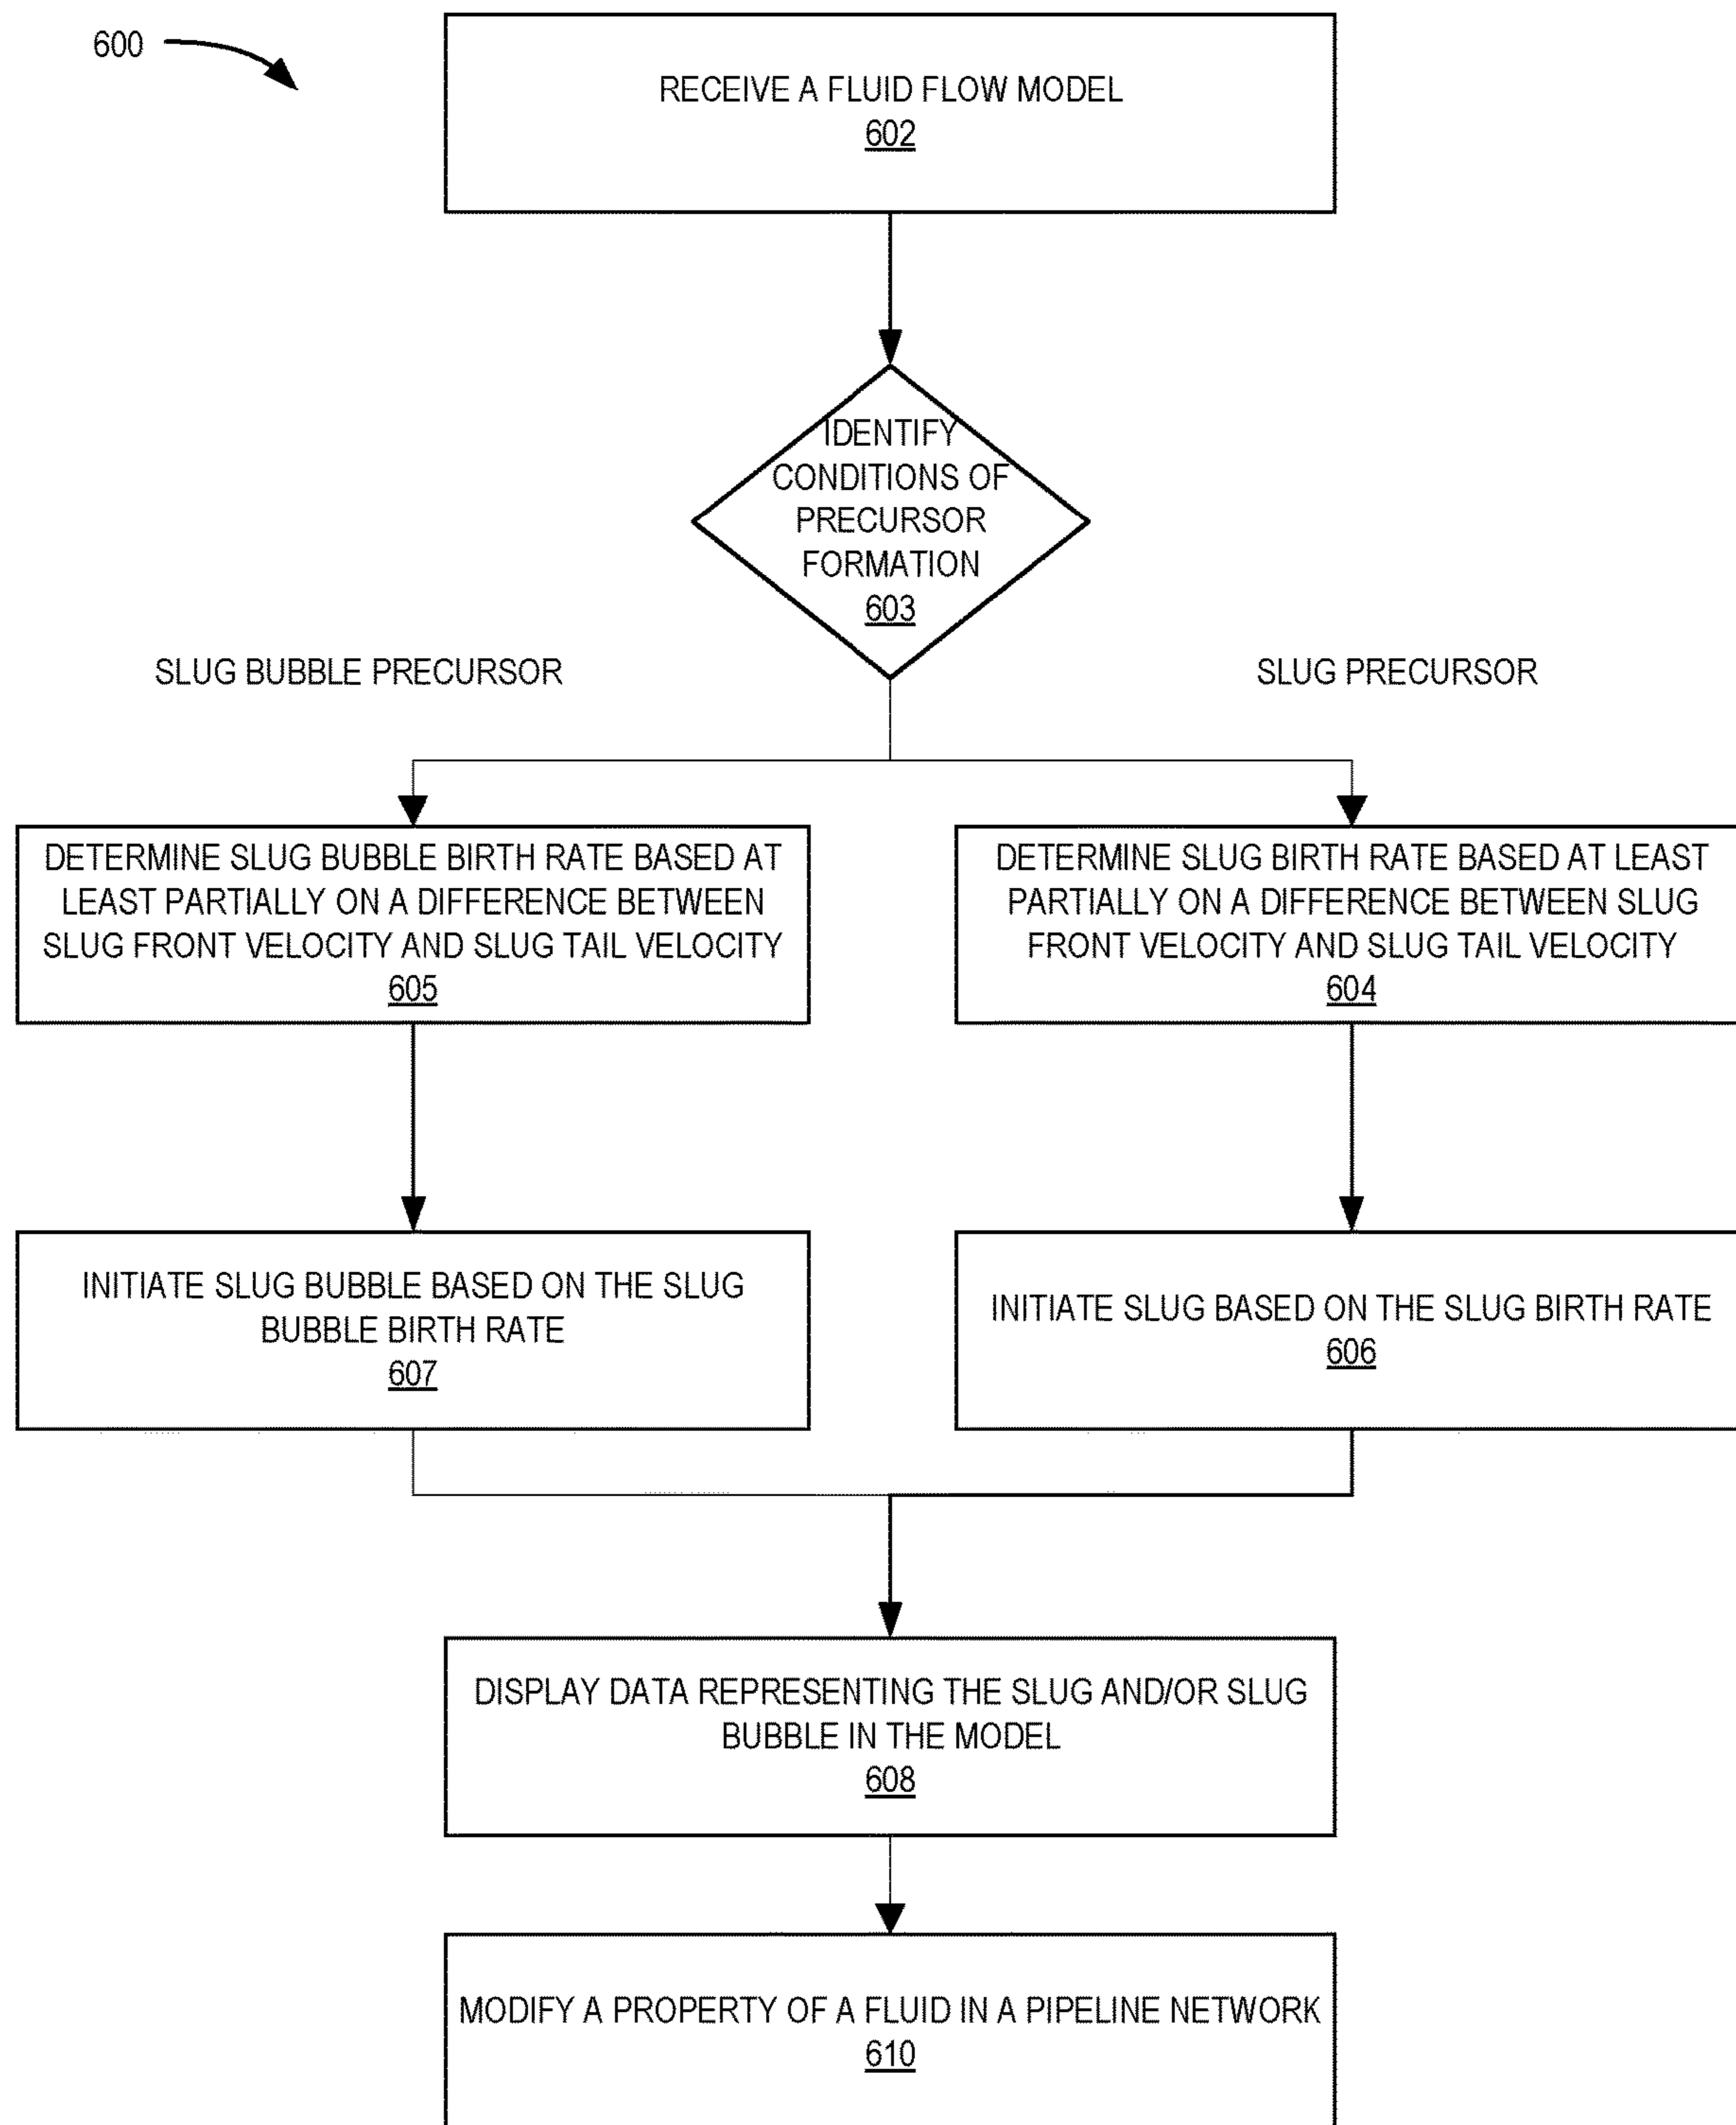 600
RECEIVE A FLUID FLOW MODEL
602
IDENTIFY
CONDITIONS OF
PRECURSOR
FORMATION
603
SLUG BUBBLE PRECURSOR
SLUG PRECURSOR
DETERMINE SLUG BUBBLE BIRTH RATE BASED AT
LEAST PARTIALLY ON A DIFFERENCE BETWEEN
SLUG FRONT VELOCITY AND SLUG TAIL VELOCITY
605
DETERMINE SLUG BIRTH RATE BASED AT LEAST
PARTIALLY ON A DIFFERENCE BETWEEN SLUG
FRONT VELOCITY AND SLUG TAIL VELOCITY
604
INITIATE SLUG BUBBLE BASED ON THE SLUG
BUBBLE BIRTH RATE
607
INITIATE SLUG BASED ON THE SLUG BIRTH RATE
606
DISPLAY DATA REPRESENTING THE SLUG AND/OR SLUG
BUBBLE IN THE MODEL
608
MODIFY A PROPERTY OF A FLUID IN A PIPELINE NETWORK
610